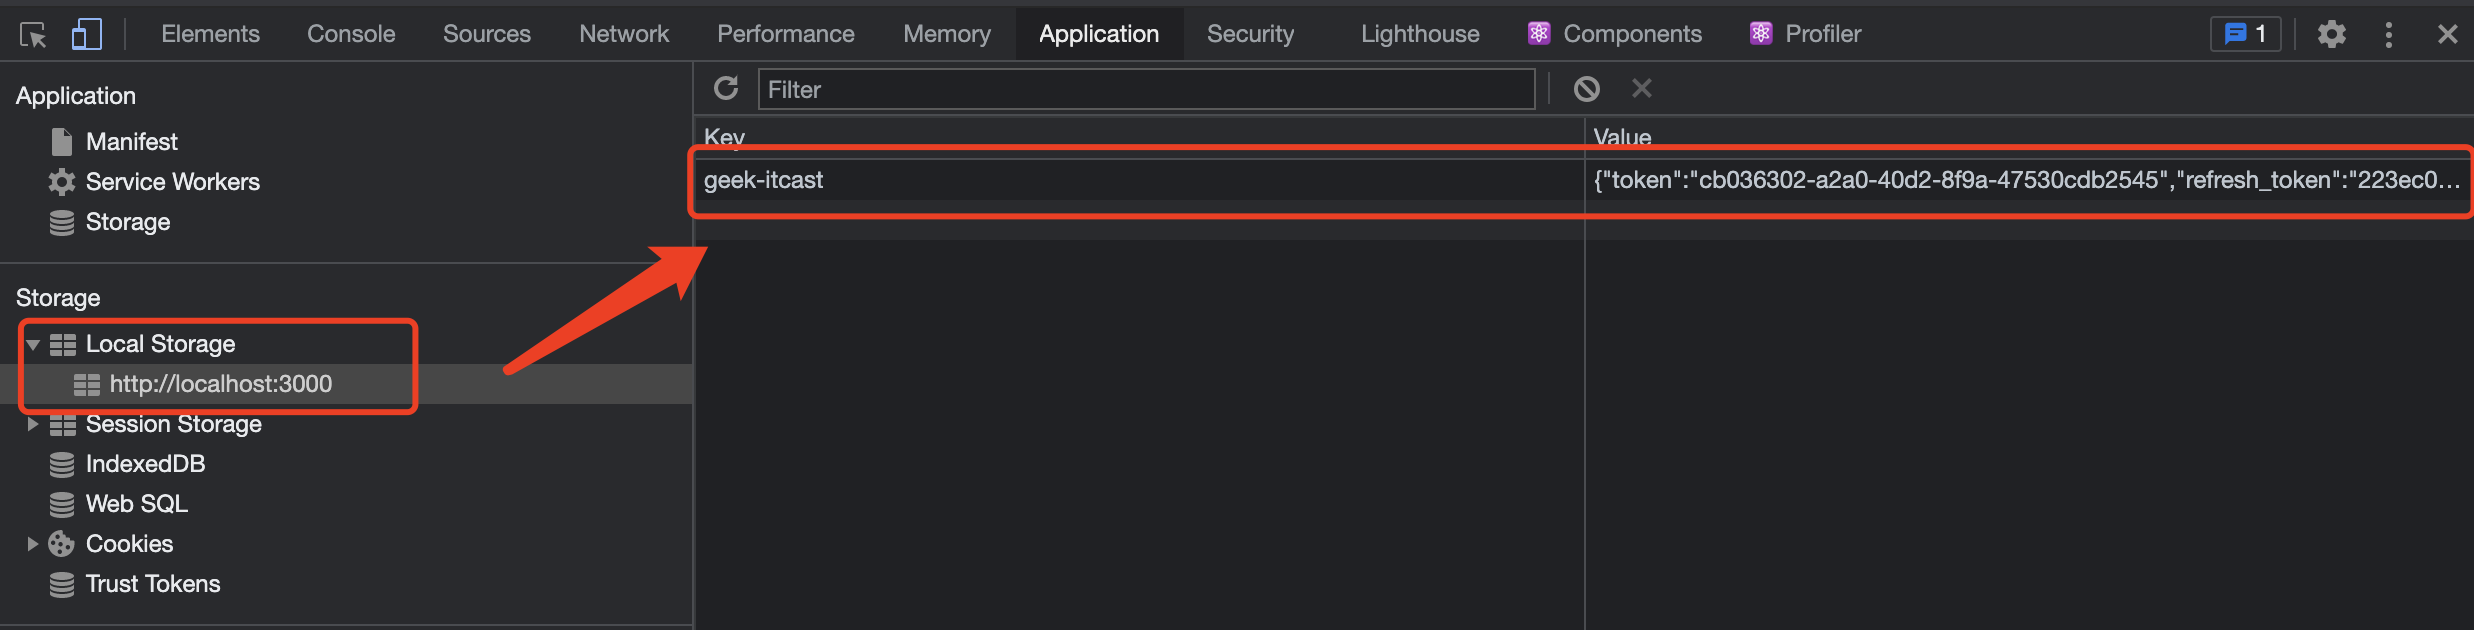 Elements Console Sources Network Performance Memory Application Security Lighthouse Components Profiler 1
Application
Manifest
Service Workers
Storage
Storage
Local Storage
http://localhost:3000
Session Storage
IndexedDB
Web SQL
Cookies
Trust Tokens
Filter
Key Value
geek-itcast {"token":"cb036302-a2a0-40d2-8f9a-47530cdb2545","refresh_token":"223ec0...